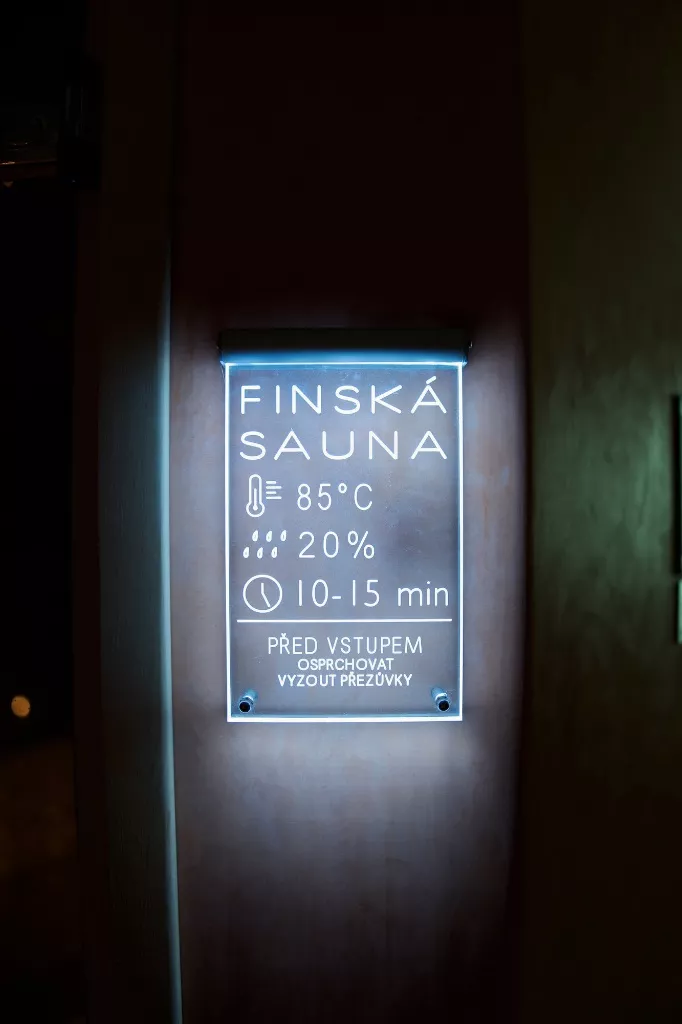 FINSKÁ
SAUNA
85°C
20%
10-15 min
PŘED VSTUPEM
OSPRCHOVAT
VYZOUT PŘEZŮVKY